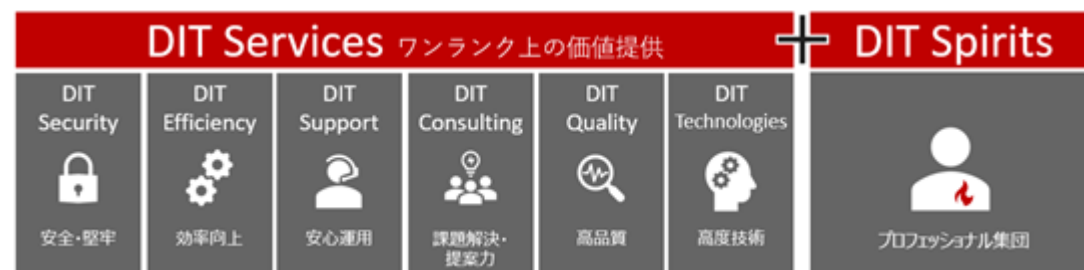 DIT Services ワンランク上の価値提供
+
DIT Spirits
DIT
Security
安全・堅牢
DIT
Efficiency
効率向上
DIT
Support
安心運用
DIT
Consulting
課題解決・
提案力
DIT
Quality
高品質
DIT
Technologies
高度技術
プロフェッショナル集団